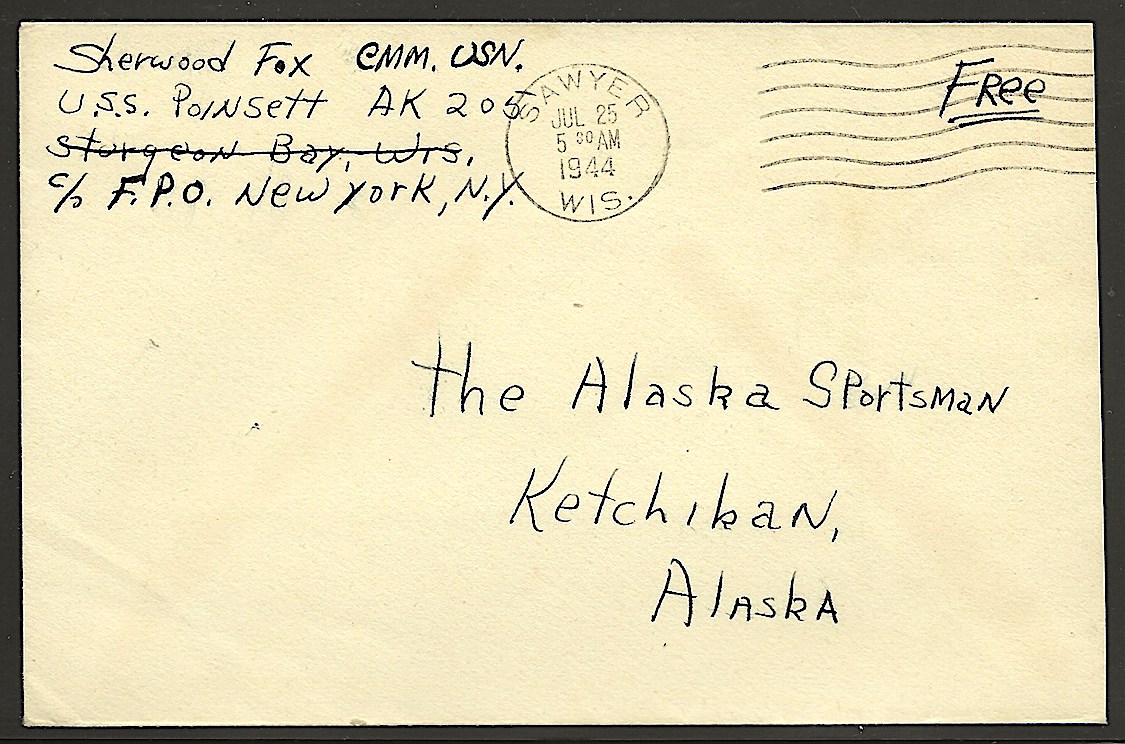 Sherwood Fox CMM. USN.
U.S.S. Poinsett AK 205
Sturgeon Bay, Wis.
c/o F.P.O. New York, N.Y.
SAWYER
JUL 25
5 30 AM
1944
WIS.
Free
The Alaska Sportsman
Ketchikan,
Alaska